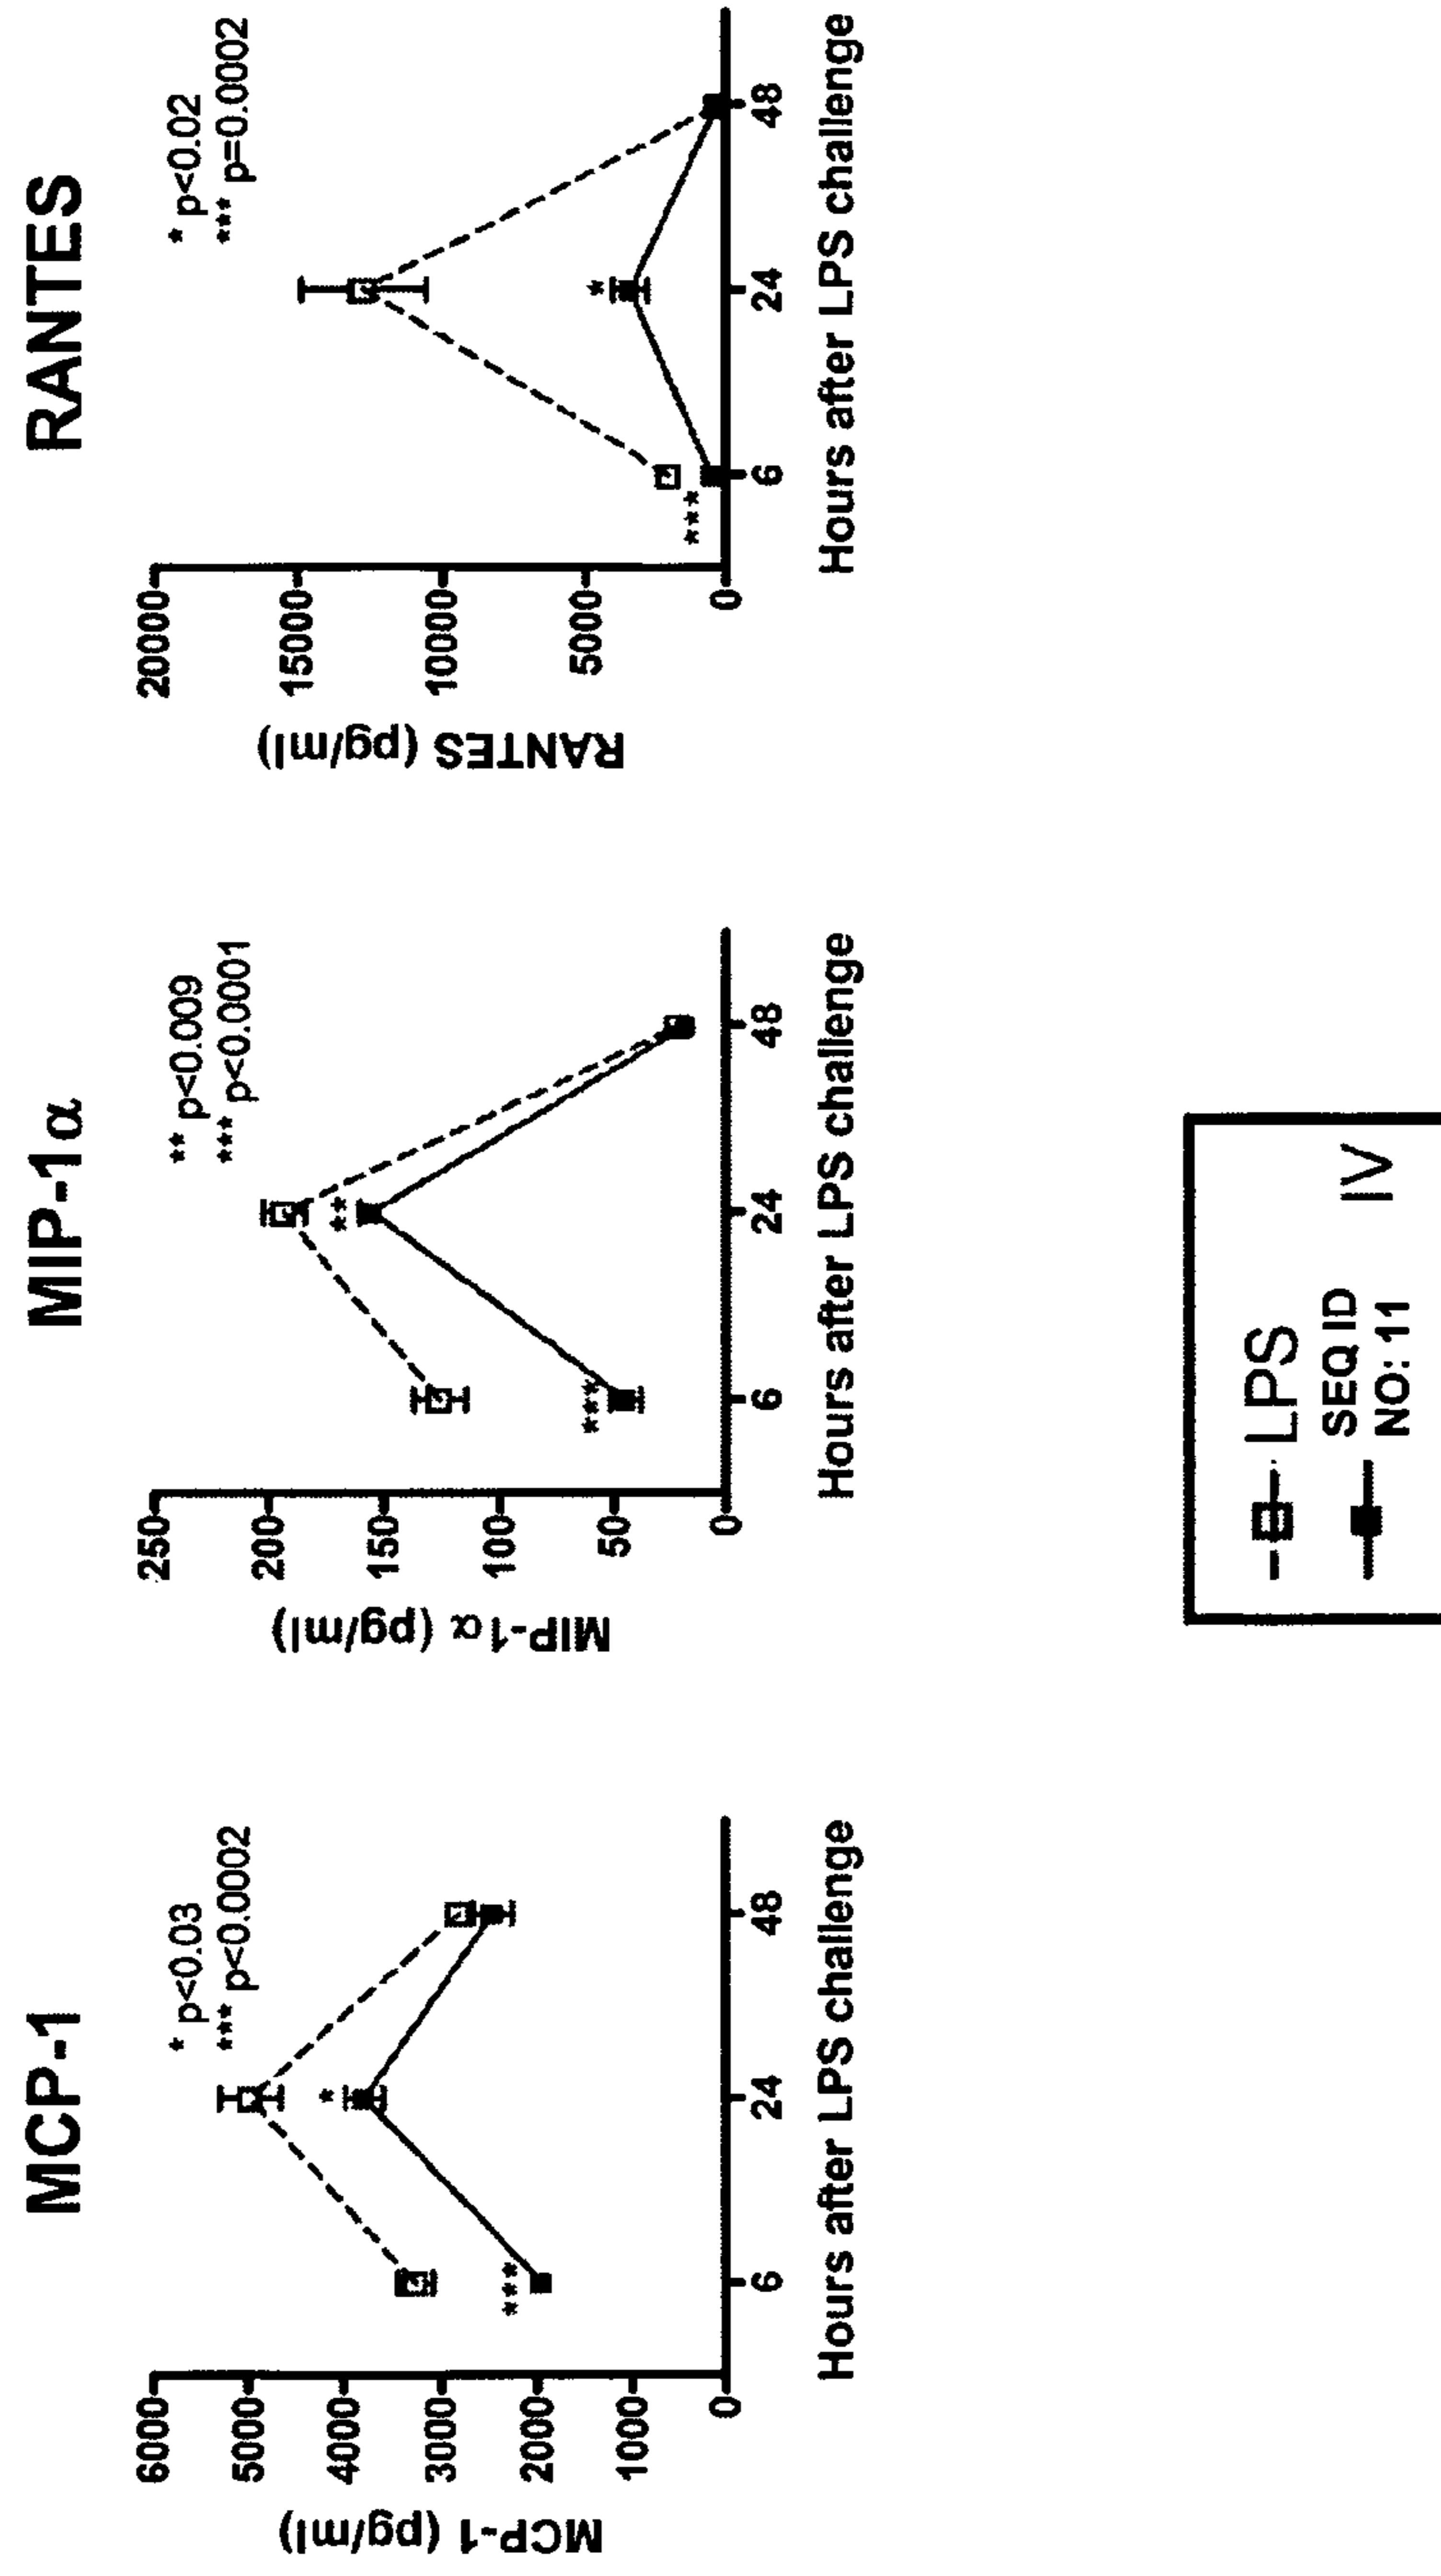 MCP-1
* p<0.03
*** p<0.0002
MCP-1 (pg/ml)
6000
5000
4000
3000
2000
1000
0
***
*
6
24
48
Hours after LPS challenge
MIP-1α
** p<0.009
*** p<0.0001
MIP-1α (pg/ml)
250
200
150
100
50
0
***
**
6
24
48
Hours after LPS challenge
RANTES
* p<0.02
*** p=0.0002
RANTES (pg/ml)
20000
15000
10000
5000
0
***
*
6
24
48
Hours after LPS challenge
LPS
SEQ ID
NO: 11
IV